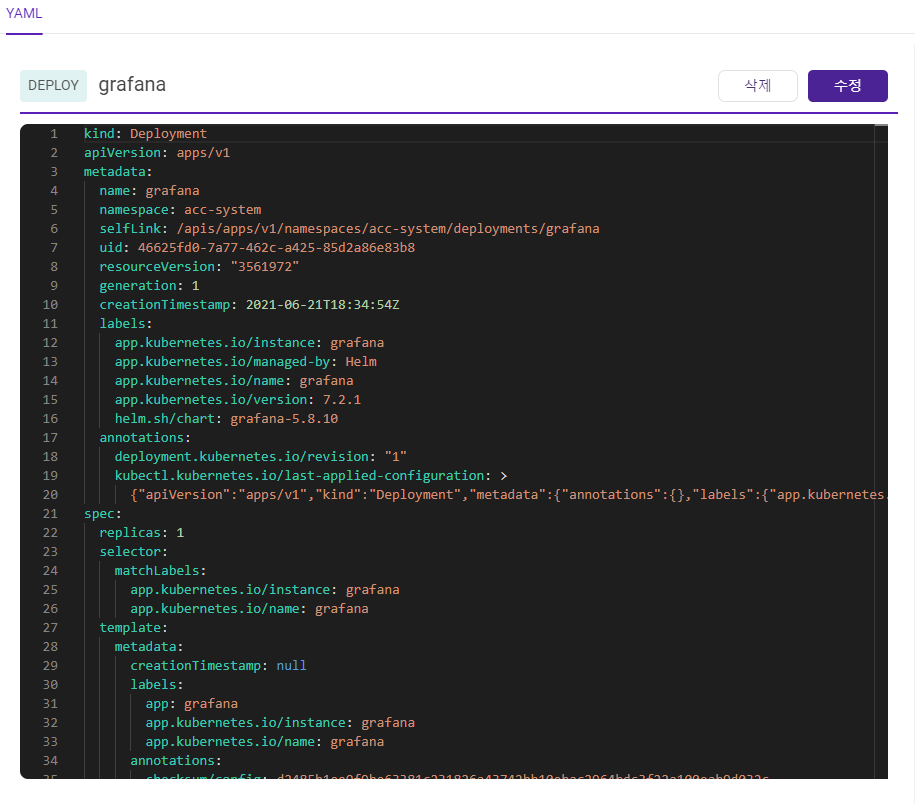 YAML
DEPLOY grafana 삭제 수정
1 kind: Deployment
2 apiVersion: apps/v1
3 metadata:
4 name: grafana
5 namespace: acc-system
6 selfLink: /apis/apps/v1/namespaces/acc-system/deployments/grafana
7 uid: 46625fd0-7a77-462c-a425-85d2a86e83b8
8 resourceVersion: "3561972"
9 generation: 1
10 creationTimestamp: 2021-06-21T18:34:54Z
11 labels:
12 app.kubernetes.io/instance: grafana
13 app.kubernetes.io/managed-by: Helm
14 app.kubernetes.io/name: grafana
15 app.kubernetes.io/version: 7.2.1
16 helm.sh/chart: grafana-5.8.10
17 annotations:
18 deployment.kubernetes.io/revision: "1"
19 kubectl.kubernetes.io/last-applied-configuration: >
20 {"apiVersion":"apps/v1","kind":"Deployment","metadata":{"annotations":{},"labels":{"app.kubernetes.
21 spec:
22 replicas: 1
23 selector:
24 matchLabels:
25 app.kubernetes.io/instance: grafana
26 app.kubernetes.io/name: grafana
27 template:
28 metadata:
29 creationTimestamp: null
30 labels:
31 app: grafana
32 app.kubernetes.io/instance: grafana
33 app.kubernetes.io/name: grafana
34 annotations:
35 checksum/config: